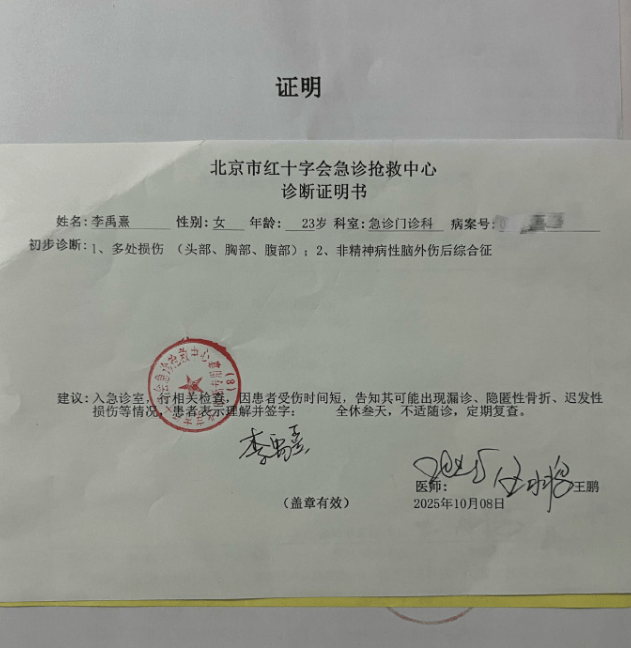 证明
北京市红十字会急诊抢救中心
诊断证明书
姓名：李禹熹 性别：女 年龄： 23岁 科室：急诊门诊科 病案号：
初步诊断：1、多处损伤 （头部、胸部、腹部）；2、非精神病性脑外伤后综合征
建议：入急诊室，行相关检查，因患者受伤时间短，告知其可能出现漏诊、隐匿性骨折、迟发性
损伤等情况，患者表示理解并签字： 全休叁天，不适随诊，定期复查。
李禹熹
医师： 王鹏
（盖章有效） 2025年10月08日